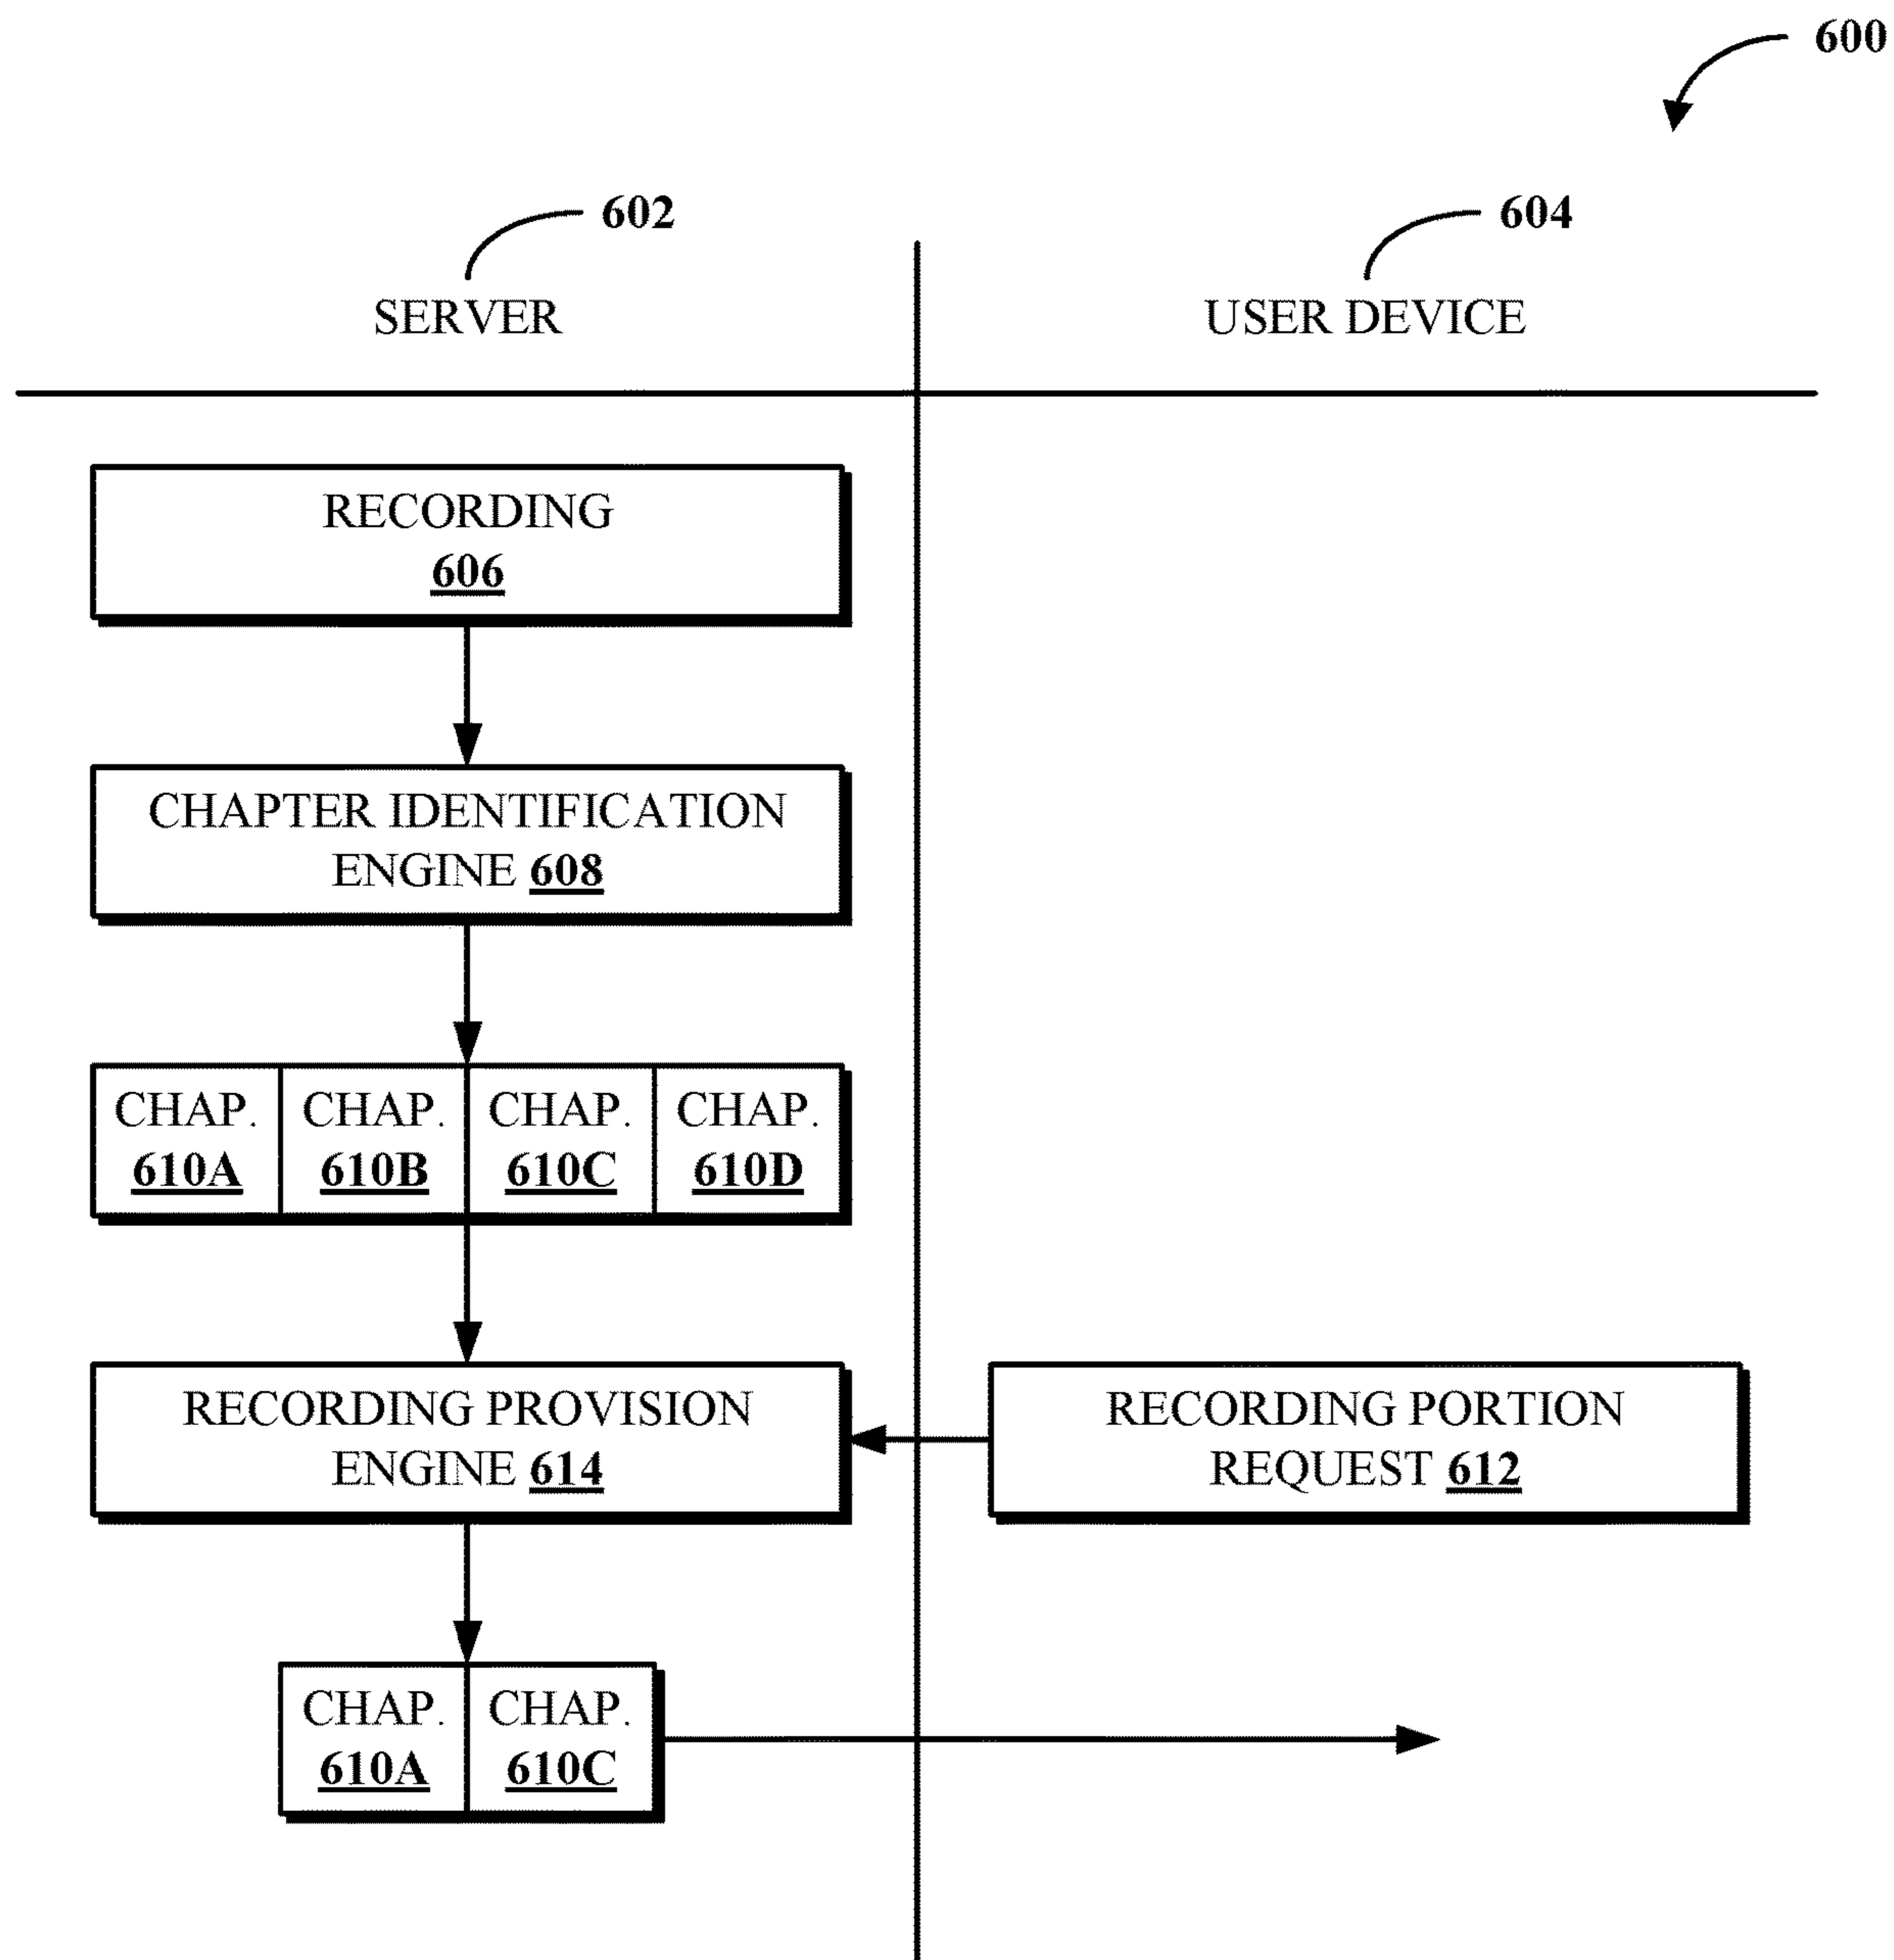 600
602
604
SERVER
USER DEVICE
RECORDING
606
CHAPTER IDENTIFICATION
ENGINE 608
CHAP.
610A
CHAP.
610B
CHAP.
610C
CHAP.
610D
RECORDING PROVISION
ENGINE 614
RECORDING PORTION
REQUEST 612
CHAP.
610A
CHAP.
610C